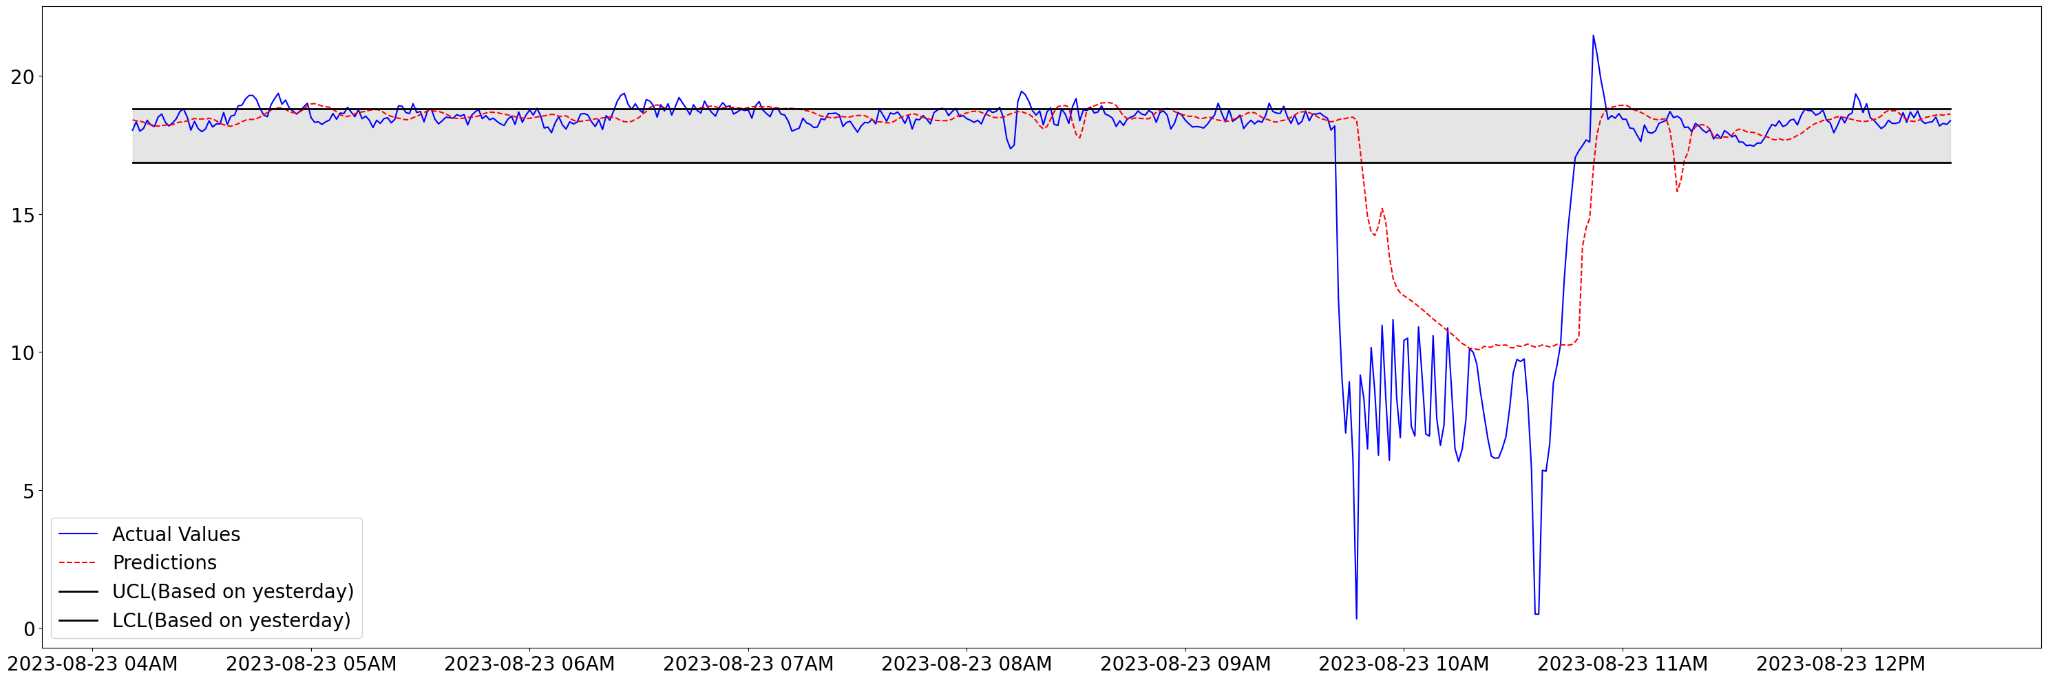 20
15
10
5
0
2023-08-23 04AM 2023-08-23 05AM 2023-08-23 06AM 2023-08-23 07AM 2023-08-23 08AM 2023-08-23 09AM 2023-08-23 10AM 2023-08-23 11AM 2023-08-23 12PM
Actual Values
Predictions
UCL(Based on yesterday)
LCL(Based on yesterday)